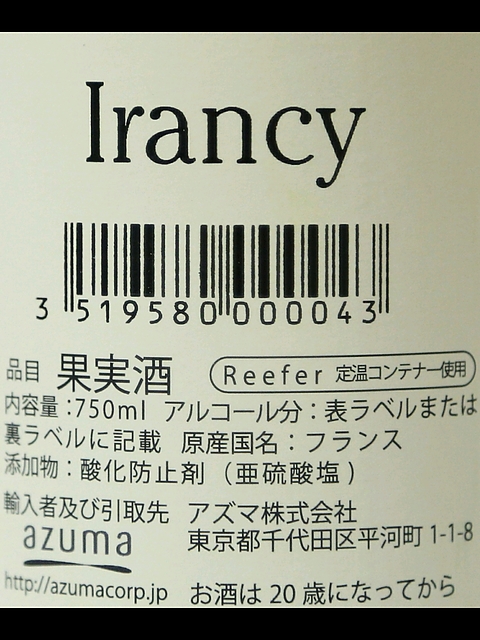 Irancy
3 519580 000043
品目 果実酒 Reefer 定温コンテナー使用
内容量:750ml アルコール分:表ラベルまたは
裏ラベルに記載 原産国名:フランス
添加物:酸化防止剤(亜硫酸塩)
輸入者及び引取先 アズマ株式会社
azuma 東京都千代田区平河町 1-1-8
http://azumacorp.jp お酒は 20 歳になってから